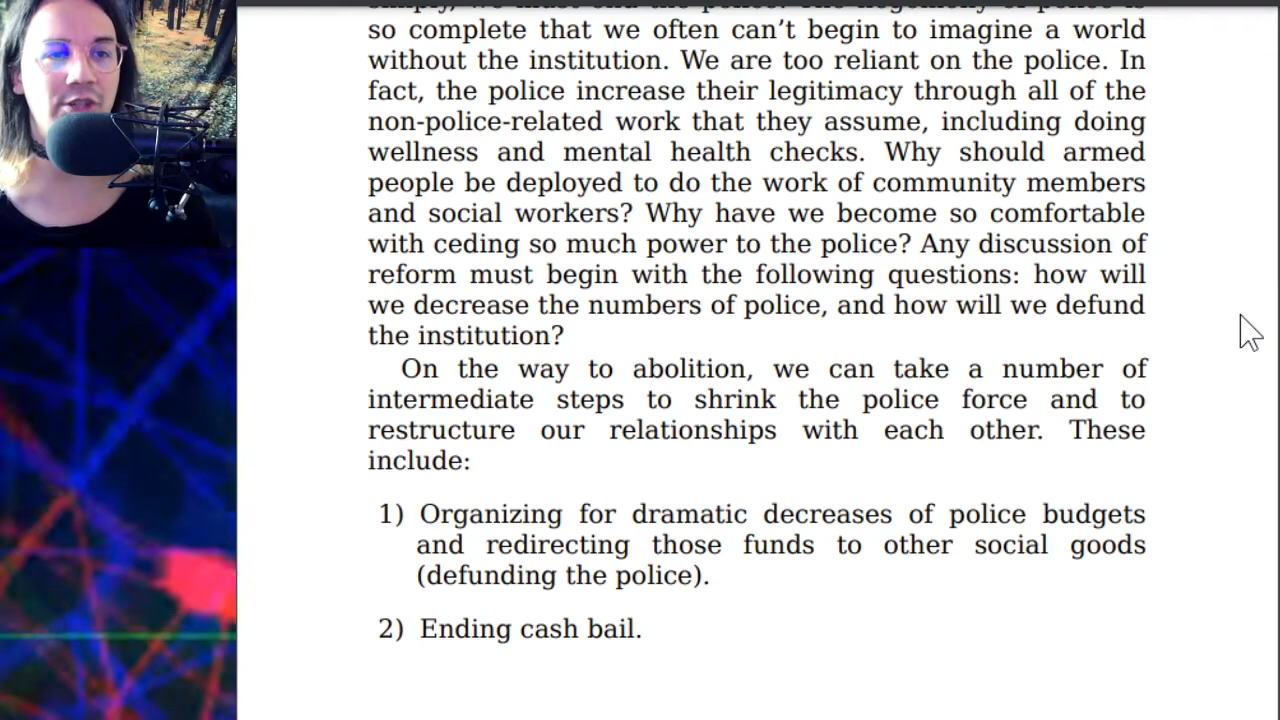 so complete that we often can’t begin to imagine a world
without the institution. We are too reliant on the police. In
fact, the police increase their legitimacy through all of the
non-police-related work that they assume, including doing
wellness and mental health checks. Why should armed
people be deployed to do the work of community members
and social workers? Why have we become so comfortable
with ceding so much power to the police? Any discussion of
reform must begin with the following questions: how will
we decrease the numbers of police, and how will we defund
the institution?
On the way to abolition, we can take a number of
intermediate steps to shrink the police force and to
restructure our relationships with each other. These
include:
1) Organizing for dramatic decreases of police budgets
and redirecting those funds to other social goods
(defunding the police).
2) Ending cash bail.